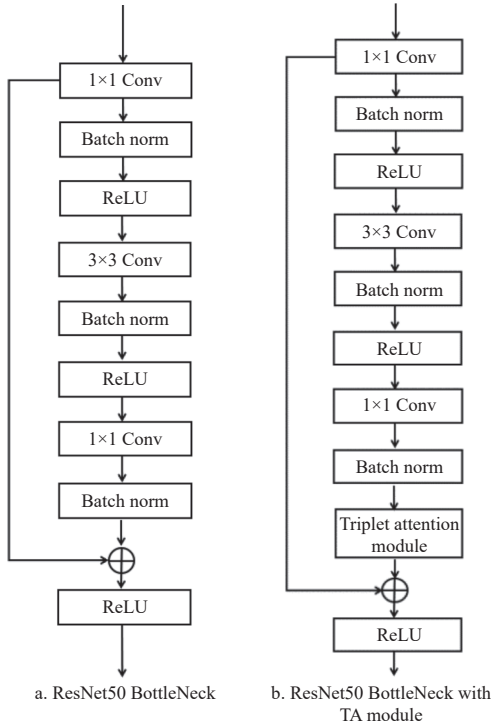 1×1 Conv
Batch norm
ReLU
3×3 Conv
Batch norm
ReLU
1×1 Conv
Batch norm
ReLU
a. ResNet50 BottleNeck
1×1 Conv
Batch norm
ReLU
3×3 Conv
Batch norm
ReLU
1×1 Conv
Batch norm
Triplet attention
module
ReLU
b. ResNet50 BottleNeck with
TA module